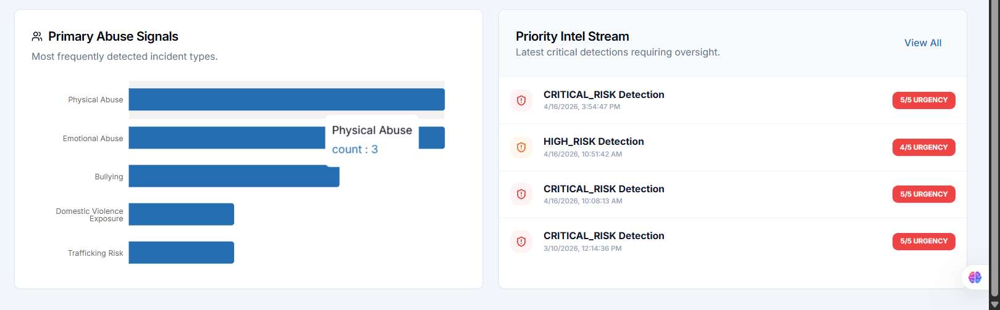 Primary Abuse Signals
Most frequently detected incident types.
Physical Abuse
Emotional Abuse
Bullying
Domestic Violence
Exposure
Trafficking Risk
Physical Abuse
count : 3
Priority Intel Stream
Latest critical detections requiring oversight.
View All
CRITICAL_RISK Detection
4/16/2026, 3:54:47 PM
5/5 URGENCY
HIGH_RISK Detection
4/16/2026, 10:51:42 AM
4/5 URGENCY
CRITICAL_RISK Detection
4/16/2026, 10:08:13 AM
5/5 URGENCY
CRITICAL_RISK Detection
3/10/2026, 12:14:36 PM
5/5 URGENCY